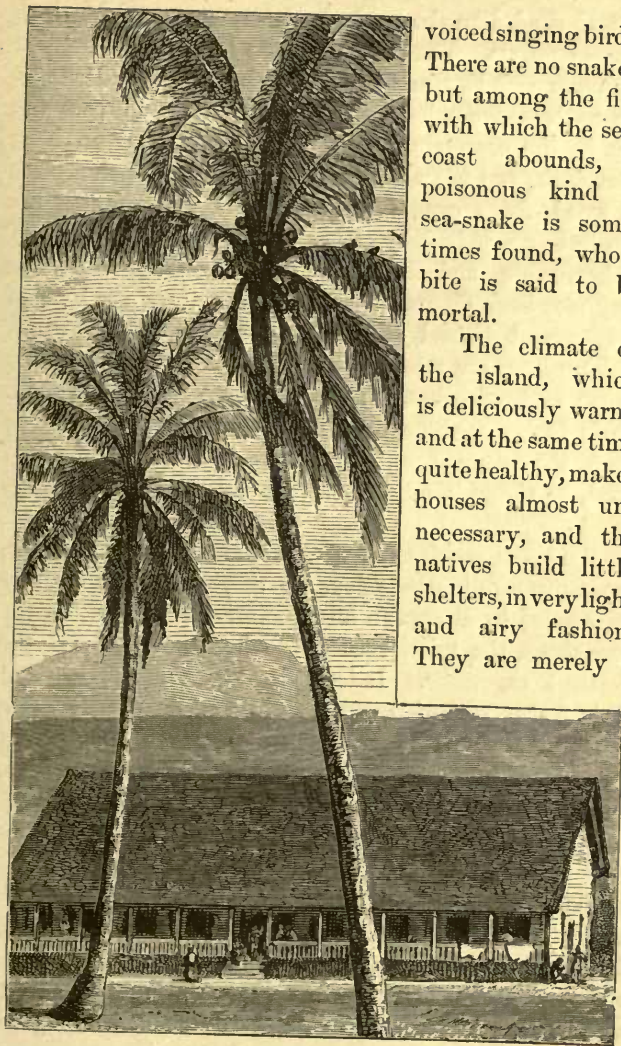 voiced singing bird
There are no snake
but among the fi
with which the se
coast abounds,
poisonous kind
sea-snake is som
times found, who
bite is said to b
mortal.
The climate o
the island, whic
is deliciously warm
and at the same tim
quite healthy, make
houses almost un
necessary, and th
natives build littl
shelters, in very ligh
and airy fashion
They are merely